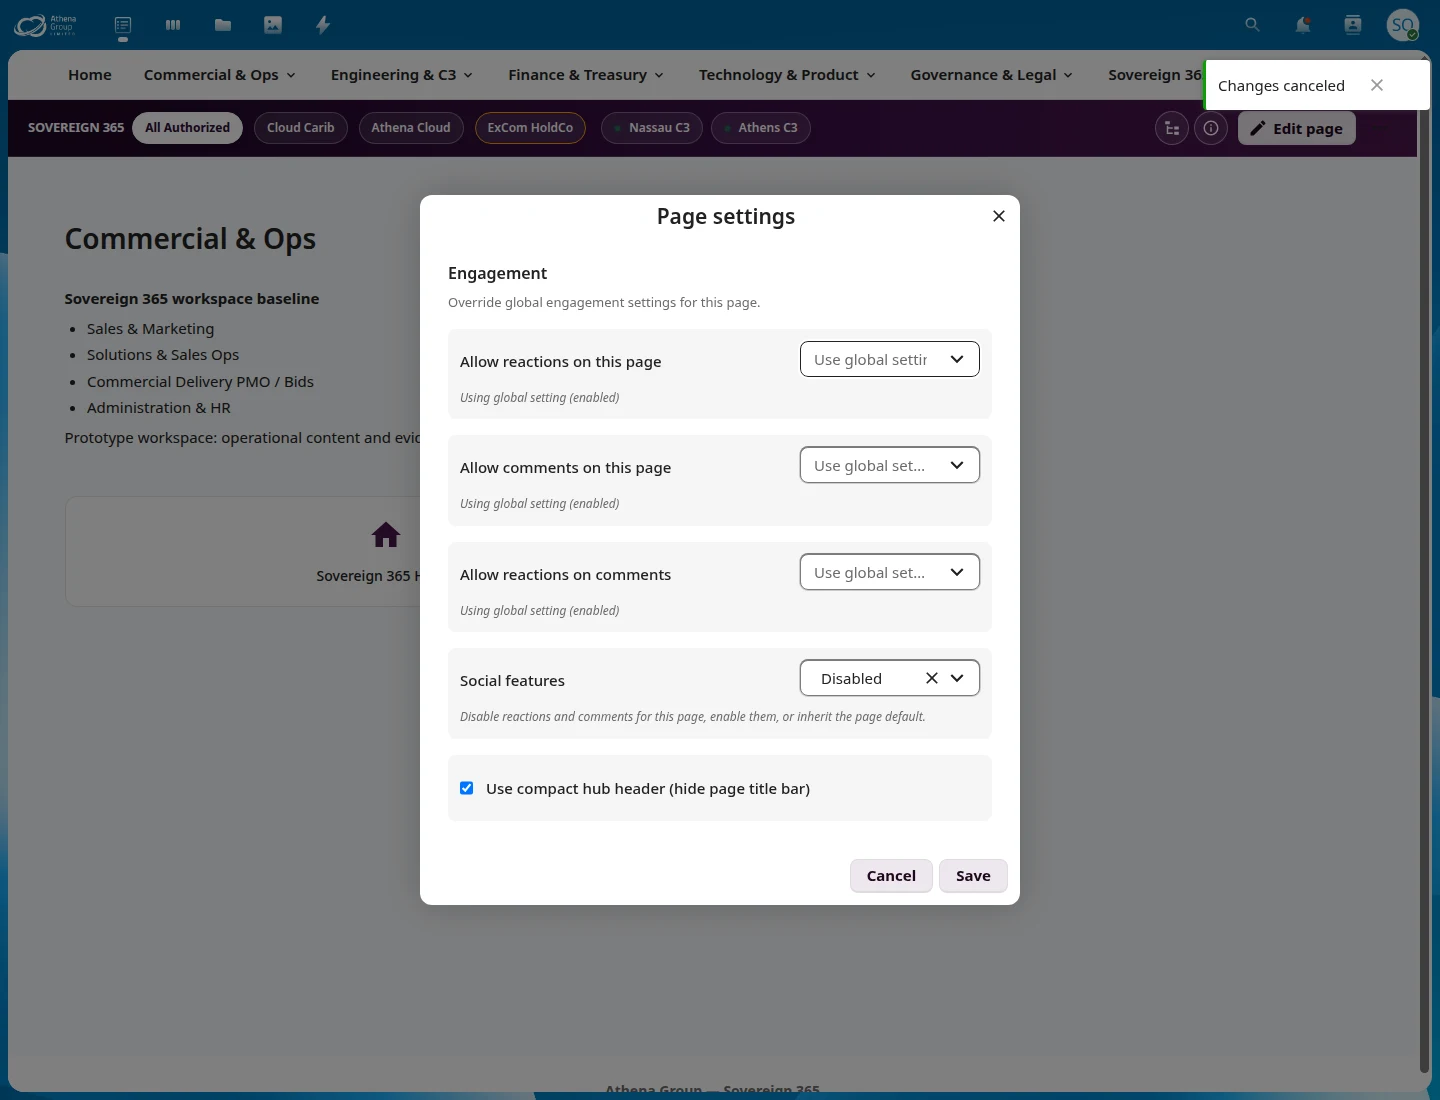 Athena
Group
LIMITED
SO
Home
Commercial & Ops
Engineering & C3
Finance & Treasury
Technology & Product
Governance & Legal
Sovereign 36
Changes canceled
SOVEREIGN 365
All Authorized
Cloud Carib
Athena Cloud
ExCom HoldCo
Nassau C3
Athens C3
Edit page
Commercial & Ops
Sovereign 365 workspace baseline
Sales & Marketing
Solutions & Sales Ops
Commercial Delivery PMO / Bids
Administration & HR
Prototype workspace: operational content and evic
Sovereign 365 H
Page settings
Engagement
Override global engagement settings for this page.
Allow reactions on this page
Use global settir
Using global setting (enabled)
Allow comments on this page
Use global set...
Using global setting (enabled)
Allow reactions on comments
Use global set...
Using global setting (enabled)
Social features
Disabled
Disable reactions and comments for this page, enable them, or inherit the page default.
Use compact hub header (hide page title bar)
Cancel
Save
Athena Group — Sovereign 365